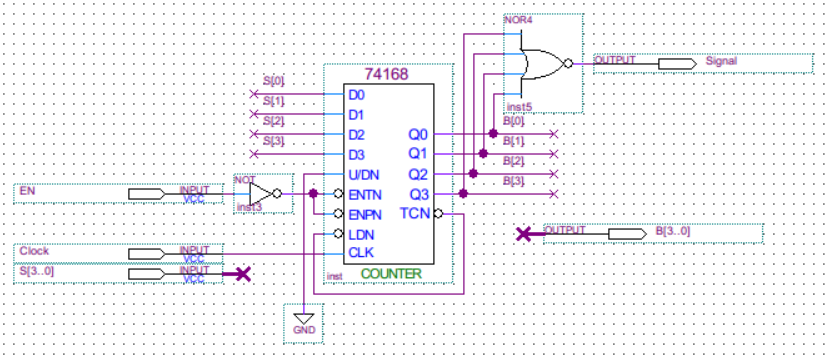 NOR4
OUTPUT
Signal
inst5
74168
S[0]
S[1]
S[2]
S[3]
D0
D1
D2
D3
U/DN
ENTN
ENPN
LDN
CLK
Q0
Q1
Q2
Q3
TCN
B[0]
B[1]
B[2]
B[3]
EN
INPUT
VCC
NOT
inst3
Clock
INPUT
VCC
S[3..0]
INPUT
VCC
inst
COUNTER
OUTPUT
B[3..0]
GND